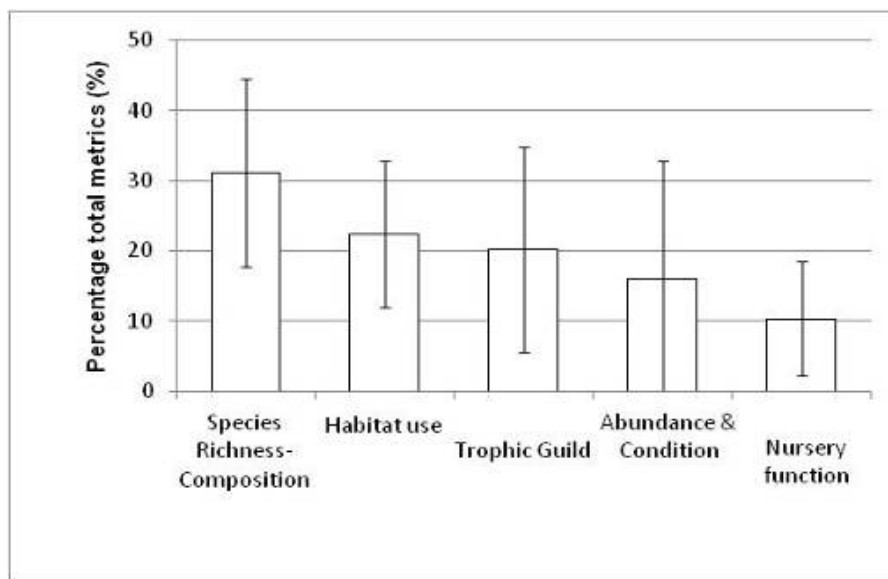 Percentage total metrics (%)
50
40
30
20
10
0
Species
Richness-
Composition
Habitat use
Trophic Guild
Abundance &
Condition
Nursery
function